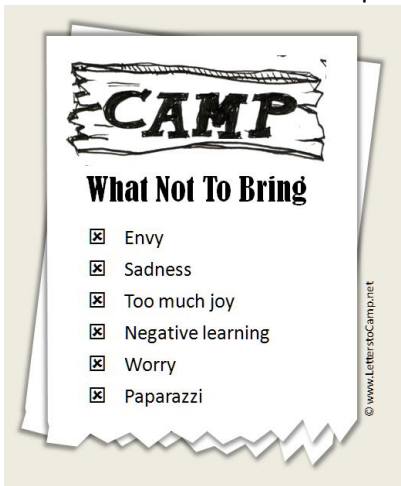 CAMP
What Not To Bring
Envy
Sadness
Too much joy
Negative learning
Worry
Paparazzi
© www.LetterstoCamp.net